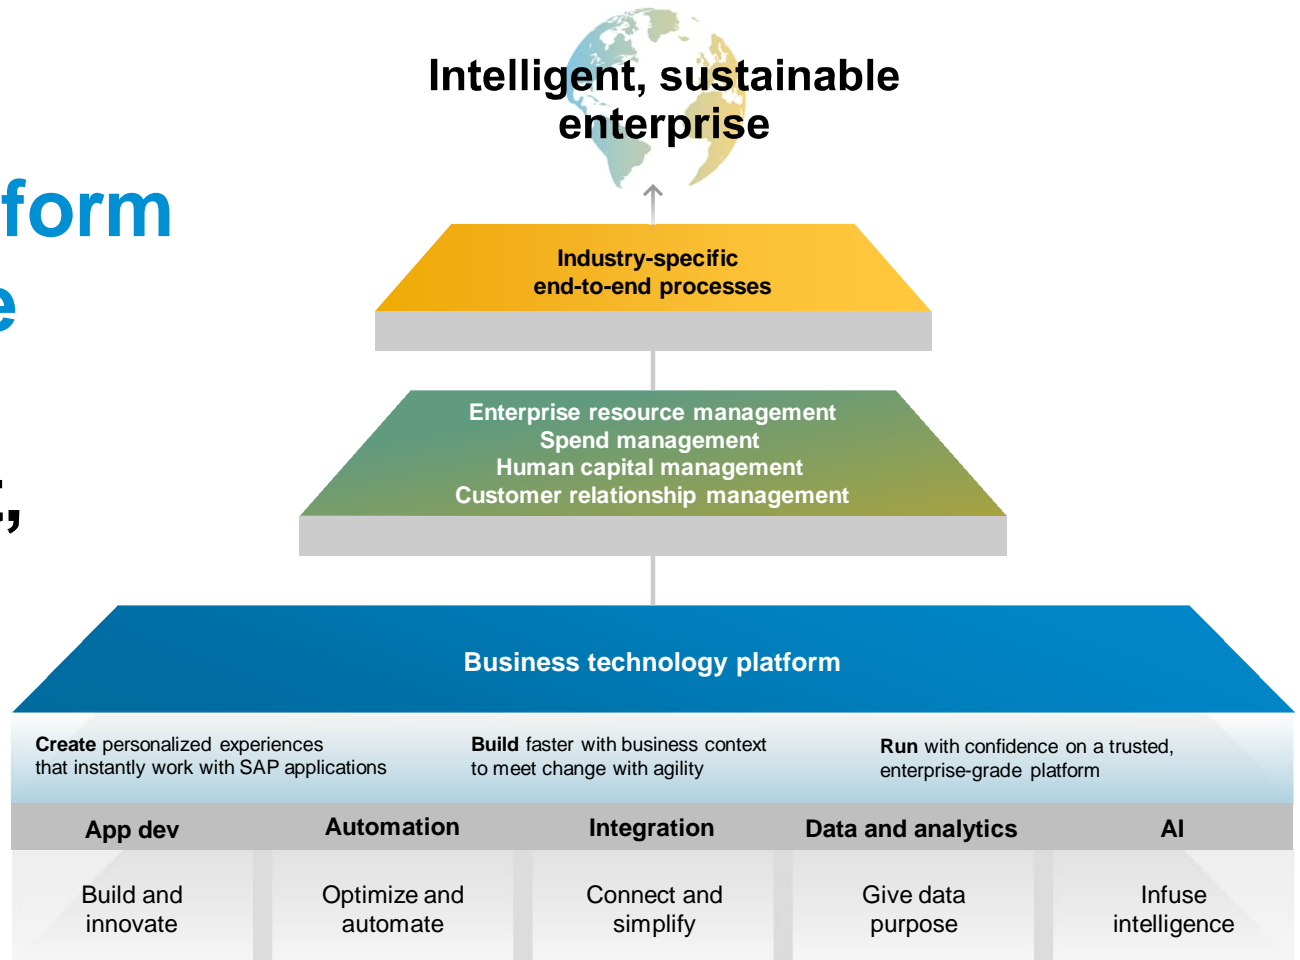 Intelligent, sustainable
enterprise
form
e
,
Industry-specific
end-to-end processes
Enterprise resource management
Spend management
Human capital management
Customer relationship management
Business technology platform
Create personalized experiences
that instantly work with SAP applications
Build faster with business context
to meet change with agility
Run with confidence on a trusted,
enterprise-grade platform
App dev
Automation
Integration
Data and analytics
AI
Build and
innovate
Optimize and
automate
Connect and
simplify
Give data
purpose
Infuse
intelligence